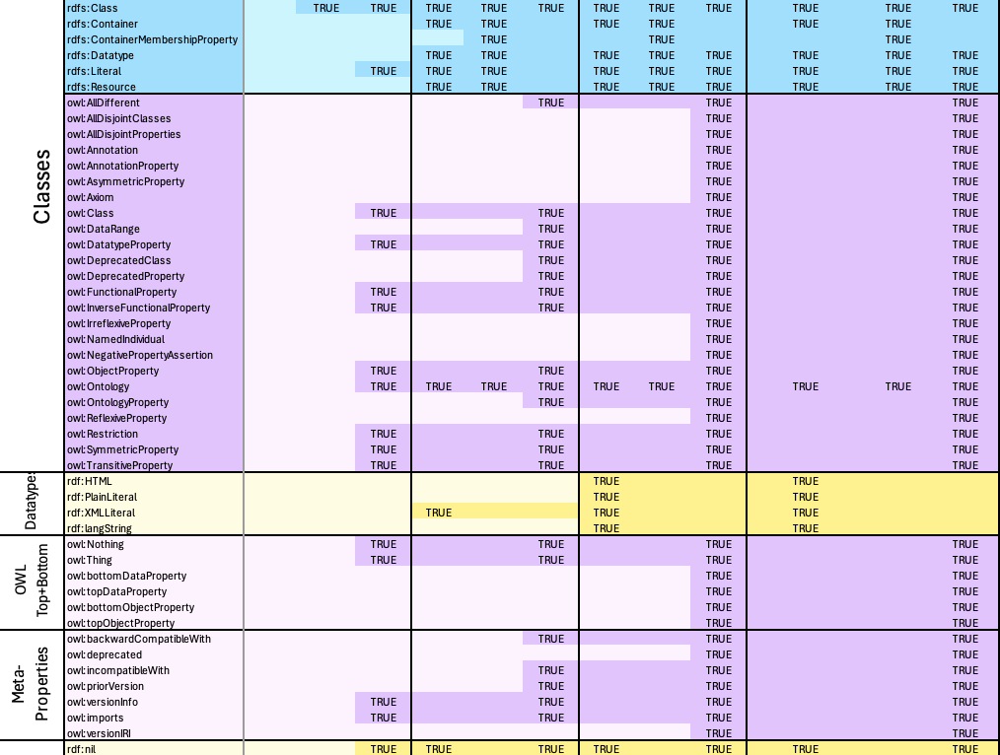 rdfs:Class TRUE TRUE TRUE TRUE TRUE TRUE TRUE TRUE TRUE TRUE TRUE
rdfs:Container TRUE TRUE TRUE TRUE TRUE TRUE
rdfs:ContainerMembershipProperty TRUE TRUE TRUE
rdfs:Datatype TRUE TRUE TRUE TRUE TRUE TRUE TRUE TRUE
rdfs:Literal TRUE TRUE TRUE TRUE TRUE TRUE TRUE TRUE TRUE
rdfs:Resource TRUE TRUE TRUE TRUE TRUE TRUE TRUE TRUE
Classes
owl:AllDifferent TRUE TRUE TRUE
owl:AllDisjointClasses TRUE TRUE
owl:AllDisjointProperties TRUE TRUE
owl:Annotation TRUE TRUE
owl:AnnotationProperty TRUE TRUE
owl:AsymmetricProperty TRUE TRUE
owl:Axiom TRUE TRUE
owl:Class TRUE TRUE TRUE TRUE
owl:DataRange TRUE TRUE TRUE
owl:DatatypeProperty TRUE TRUE TRUE TRUE
owl:DeprecatedClass TRUE TRUE TRUE
owl:DeprecatedProperty TRUE TRUE TRUE
owl:FunctionalProperty TRUE TRUE TRUE TRUE
owl:InverseFunctionalProperty TRUE TRUE TRUE TRUE
owl:IrreflexiveProperty TRUE TRUE
owl:NamedIndividual TRUE TRUE
owl:NegativePropertyAssertion TRUE TRUE
owl:ObjectProperty TRUE TRUE TRUE TRUE
owl:Ontology TRUE TRUE TRUE TRUE TRUE TRUE TRUE TRUE TRUE TRUE
owl:OntologyProperty TRUE TRUE TRUE
owl:ReflexiveProperty TRUE TRUE
owl:Restriction TRUE TRUE TRUE TRUE
owl:SymmetricProperty TRUE TRUE TRUE TRUE
owl:TransitiveProperty TRUE TRUE TRUE TRUE
Datatypes
rdf:HTML TRUE TRUE
rdf:PlainLiteral TRUE TRUE
rdf:XMLLiteral TRUE TRUE TRUE
rdf:langString TRUE TRUE
OWL
Top+Bottom
owl:Nothing TRUE TRUE TRUE TRUE
owl:Thing TRUE TRUE TRUE TRUE
owl:bottomDataProperty TRUE TRUE
owl:topDataProperty TRUE TRUE
owl:bottomObjectProperty TRUE TRUE
owl:topObjectProperty TRUE TRUE
Meta-
Properties
owl:backwardCompatibleWith TRUE TRUE TRUE
owl:deprecated TRUE TRUE
owl:incompatibleWith TRUE TRUE TRUE
owl:priorVersion TRUE TRUE TRUE
owl:versionInfo TRUE TRUE TRUE TRUE
owl:imports TRUE TRUE TRUE TRUE
owl:versionIRI TRUE TRUE
rdf:nil TRUE TRUE TRUE TRUE TRUE TRUE TRUE TRUE